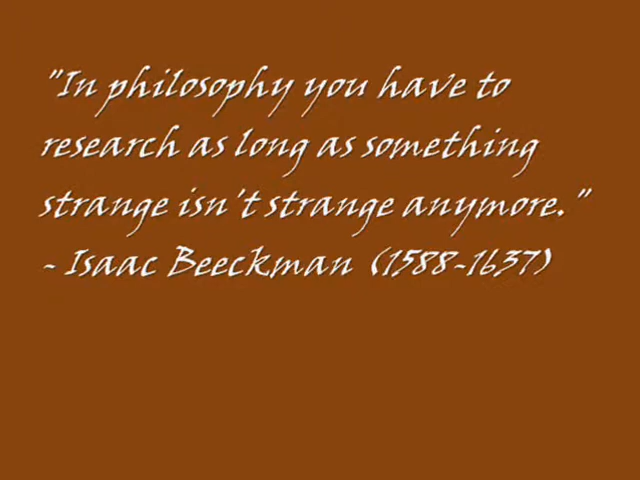 "In philosophy you have to
research as long as something
strange isn't strange anymore."
- Isaac Beeckman (1588-1637)